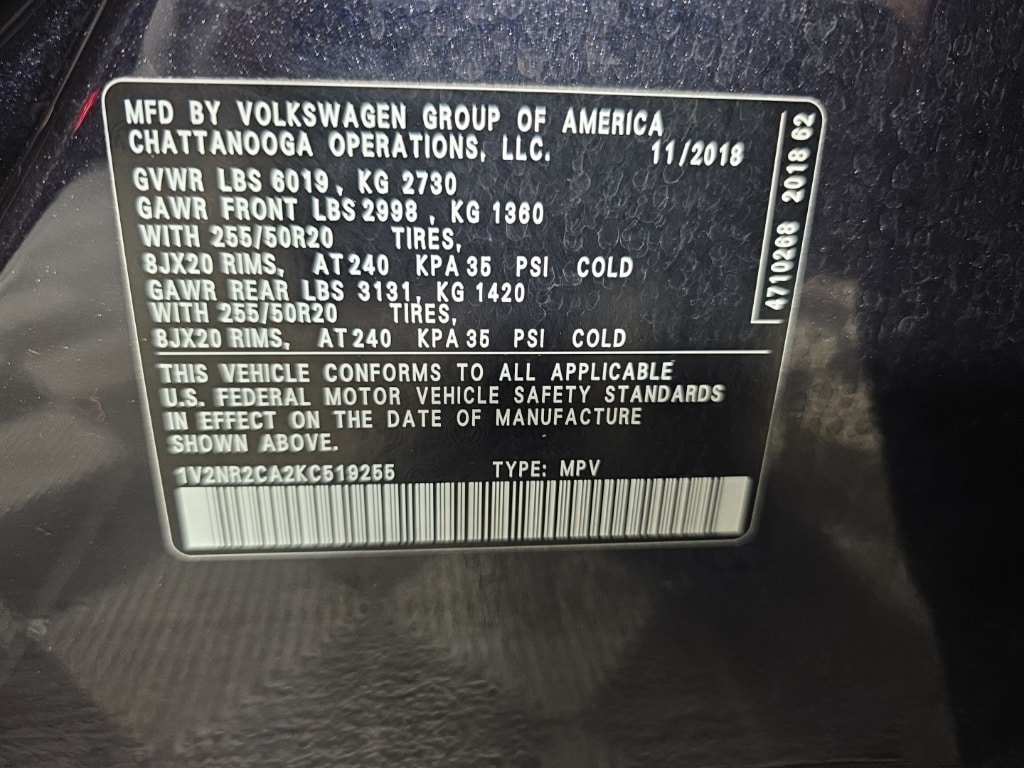 MFD BY VOLKSWAGEN GROUP OF AMERICA
CHATTANOOGA OPERATIONS, LLC. 11/2018
GVWR LBS 6019, KG 2730
GAWR FRONT LBS 2998, KG 1360
WITH 255/50R20 TIRES,
8JX20 RIMS, AT 240 KPA 35 PSI COLD
GAWR REAR LBS 3131, KG 1420
WITH 255/50R20 TIRES,
8JX20 RIMS, AT 240 KPA 35 PSI COLD
THIS VEHICLE CONFORMS TO ALL APPLICABLE
U.S. FEDERAL MOTOR VEHICLE SAFETY STANDARDS
IN EFFECT ON THE DATE OF MANUFACTURE
SHOWN ABOVE.
1V2NR2CA2KC519255 TYPE: MPV
4710268 2018 62